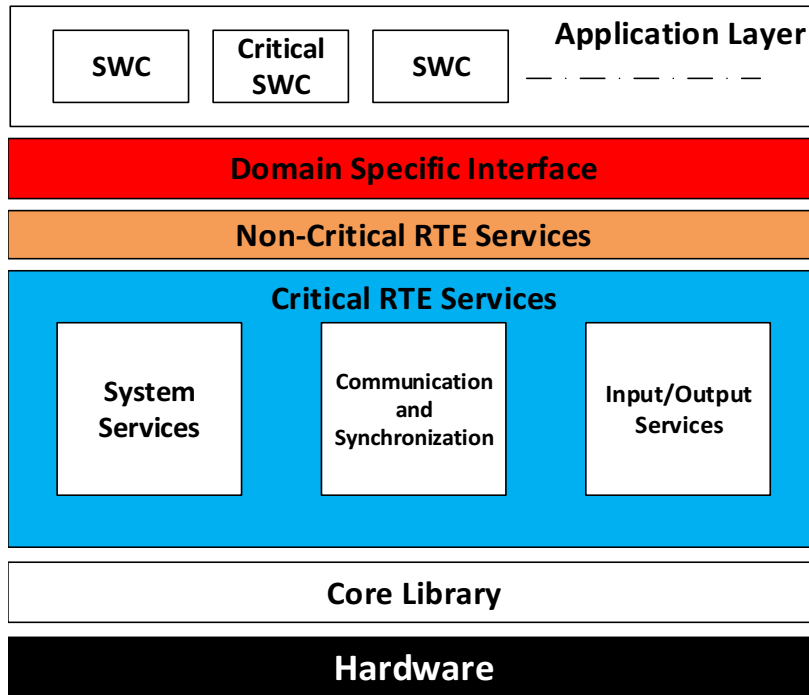 Application Layer
SWC
Critical
SWC
SWC
Domain Specific Interface
Non-Critical RTE Services
Critical RTE Services
System
Services
Communication
and
Synchronization
Input/Output
Services
Core Library
Hardware